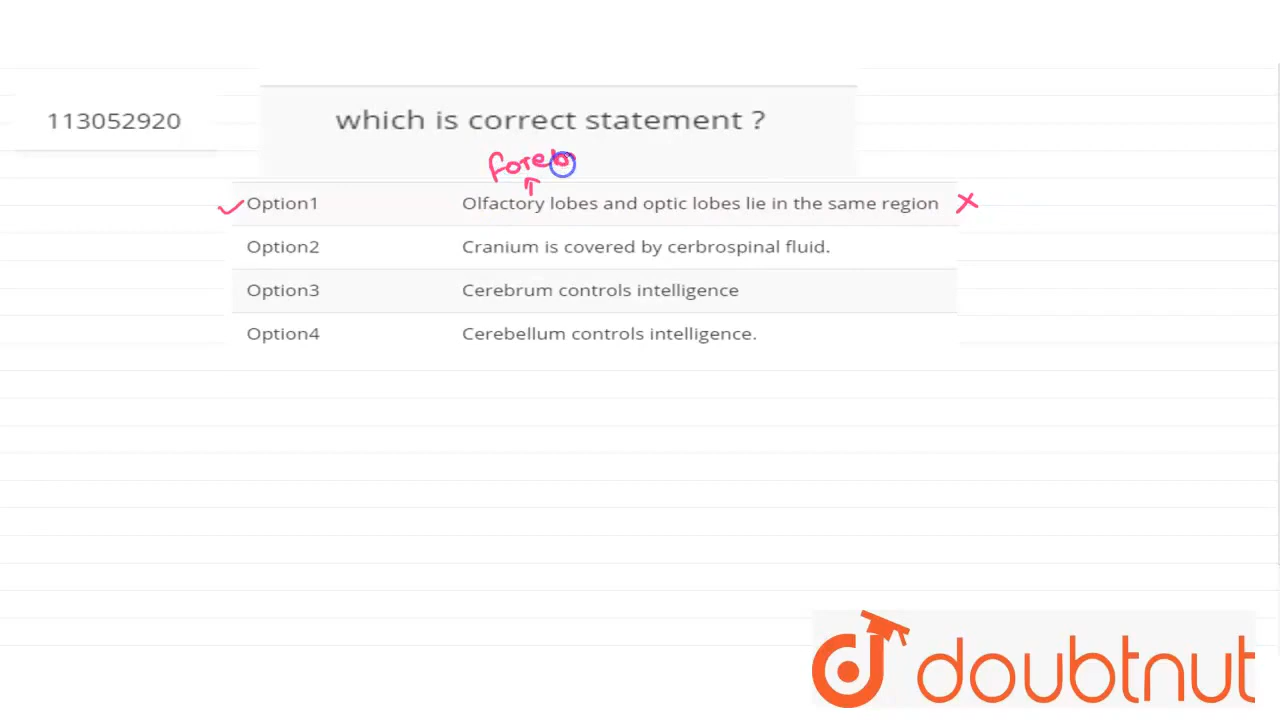 113052920
which is correct statement ?
foreb
Option1 Olfactory lobes and optic lobes lie in the same region
Option2 Cranium is covered by cerbrospinal fluid.
Option3 Cerebrum controls intelligence
Option4 Cerebellum controls intelligence.
doubtnut